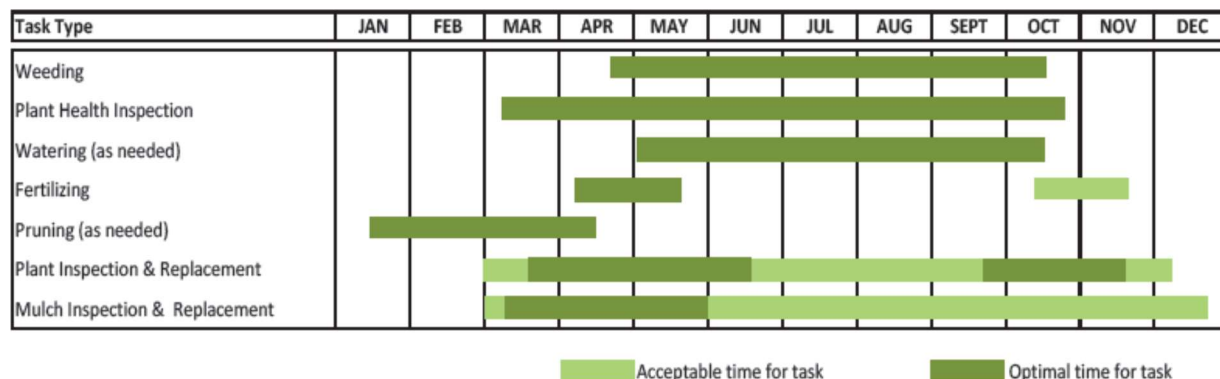 Task Type JAN FEB MAR APR MAY JUN JUL AUG SEPT OCT NOV DEC
Weeding
Plant Health Inspection
Watering (as needed)
Fertilizing
Pruning (as needed)
Plant Inspection & Replacement
Mulch Inspection & Replacement
Acceptable time for task Optimal time for task